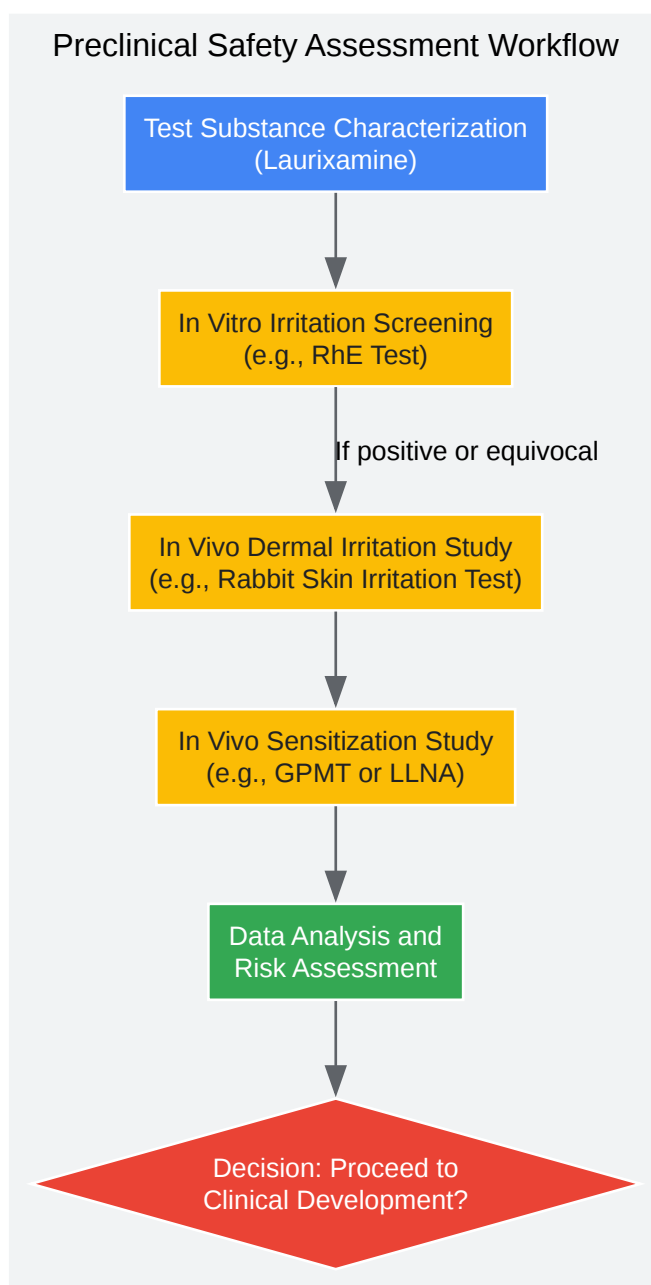 Preclinical Safety Assessment Workflow
Test Substance Characterization
(Laurixamine)
In Vitro Irritation Screening
(e.g., RhE Test)
If positive or equivocal
In Vivo Dermal Irritation Study
(e.g., Rabbit Skin Irritation Test)
In Vivo Sensitization Study
(e.g., GPMT or LLNA)
Data Analysis and
Risk Assessment
Decision: Proceed to
Clinical Development?